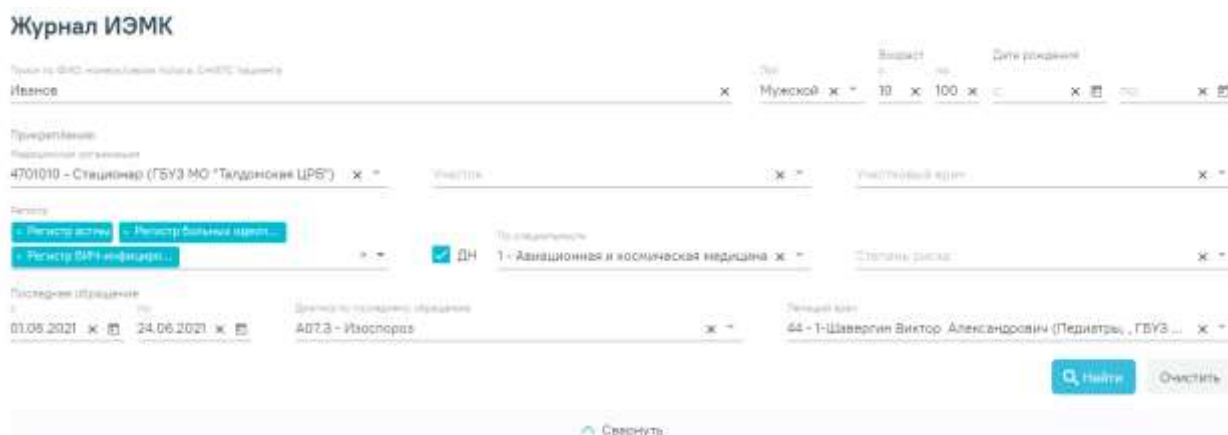 Журнал ИЭМК
Поиск по ФИО, номеру/серии полиса, СНИЛС пациента
Иванов
Пол
Мужской
Возраст
с 19
по 100
Дата рождения
с
по
Прикрепление
Медицинская организация
4701010 - Стационар (ГБУЗ МО "Талдомская ЦРБ")
Участок
Участковый врач
Регистр
Регистр астмы
Регистр больных
Регистр ВИЧ-инфициро...
ДН
По специальности
1 - Авиационная и космическая медицина
Степень риска
Последнее обращение
с
по
01.06.2021
24.06.2021
Диагноз по последнему обращению
A07.3 - Изоспороз
Лечащий врач
44 - 1-Шавергин Виктор Александрович (Педиатры, , ГБУЗ ...
Найти
Очистить
Свернуть